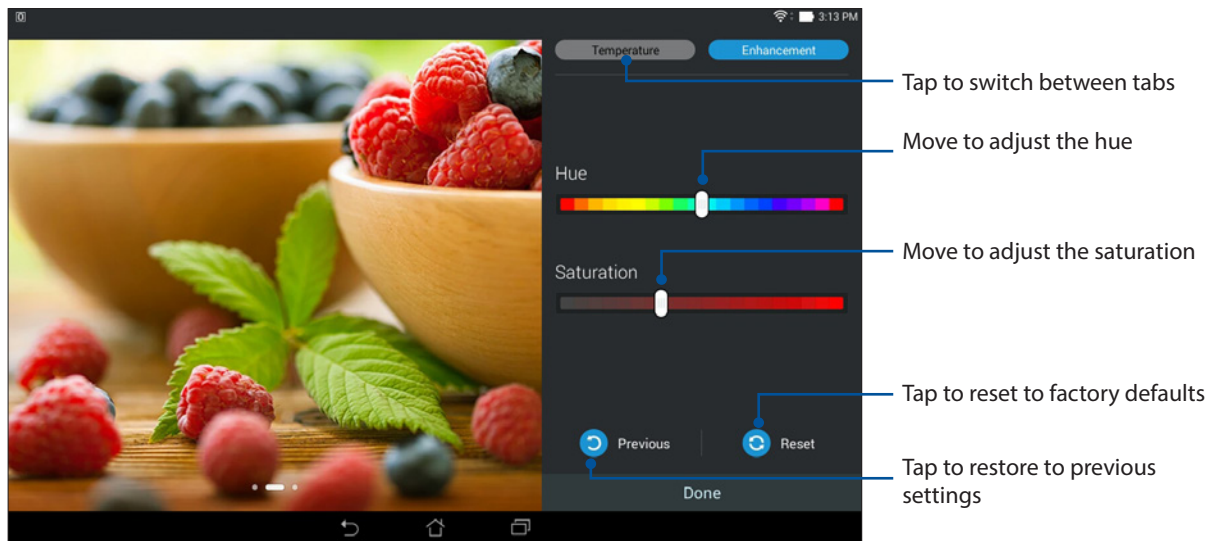 3:13 PM
Temperature
Enhancement
Tap to switch between tabs
Move to adjust the hue
Hue
Move to adjust the saturation
Saturation
Tap to reset to factory defaults
Previous
Reset
Tap to restore to previous
settings
Done